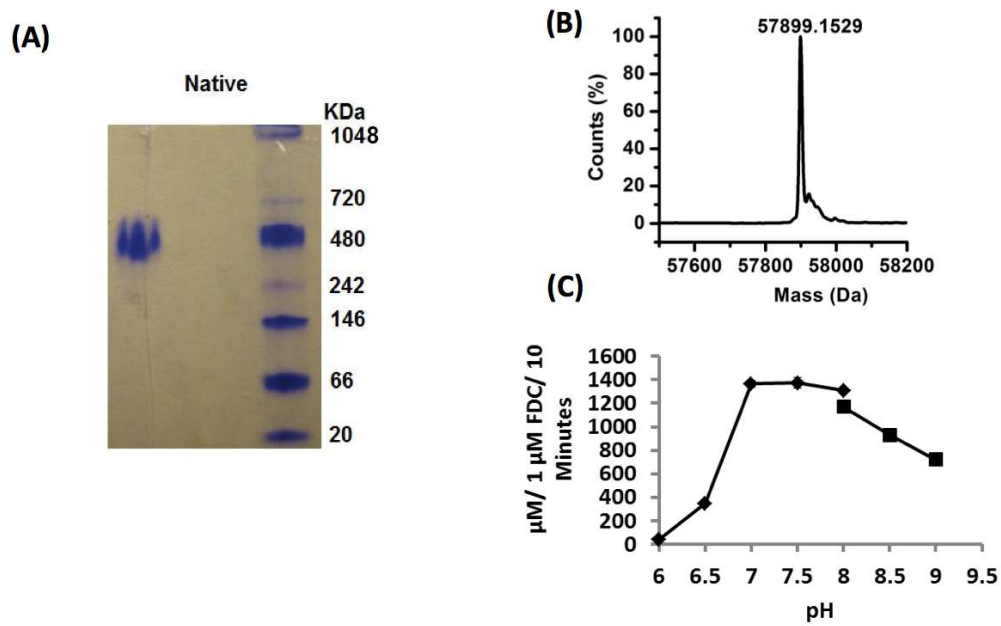 (A)
Native
KDa
1048
720
480
242
146
66
20
(B)
57899.1529
100
80
60
40
20
0
Counts (%)
57600 57800 58000 58200
Mass (Da)
(C)
1600
1400
1200
1000
800
600
400
200
0
µM/ 1 µM FDC/ 10
Minutes
6 6.5 7 7.5 8 8.5 9 9.5
pH